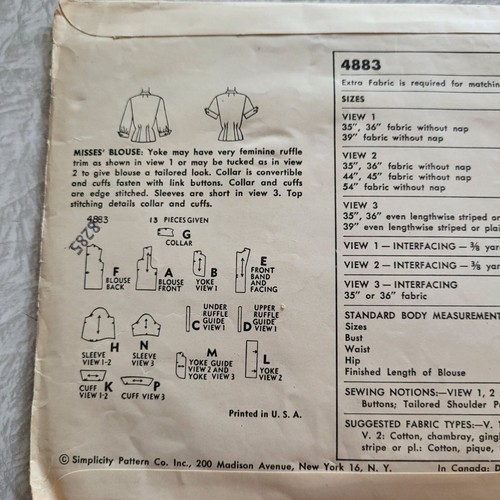 MISSES' BLOUSE: Yoke may have very feminine ruffle
trim as shown in view 1 or may be tucked as in view
2 to give blouse a tailored look. Collar is convertible
and cuffs fasten with link buttons. Collar and cuffs
are edge stitched. Sleeves are short in view 3. Top
stitching details collar and cuffs.
4883 13 PIECES GIVEN
8285
G
COLLAR
F
BLOUSE
BACK
A
BLOUSE
FRONT
B
YOKE
VIEW 1
E
FRONT
BAND
AND
FACING
UNDER
RUFFLE
C GUIDE
VIEW 1
UPPER
RUFFLE
D GUIDE
VIEW 1
H
SLEEVE
VIEW 1-2
N
SLEEVE
VIEW 3
M
YOKE GUIDE
VIEW 2 AND
YOKE VIEW 3
L
YOKE
VIEW 2
K
CUFF
VIEW 1-2
P
CUFF VIEW 3
Printed in U. S. A.
© Simplicity Pattern Co. Inc., 200 Madison Avenue, New York 16, N. Y.
4883
Extra Fabric is required for matchin
SIZES
VIEW 1
35", 36" fabric without nap
39" fabric without nap
VIEW 2
35", 36" fabric without nap
44", 45" fabric without nap
54" fabric without nap
VIEW 3
35", 36" even lengthwise striped or
39" even lengthwise striped or plai
VIEW 1 — INTERFACING — ⅜ yar
VIEW 2 — INTERFACING — ⅜ ya
VIEW 3 — INTERFACING
35" or 36" fabric
STANDARD BODY MEASUREMENT
Sizes
Bust
Waist
Hip
Finished Length of Blouse
SEWING NOTIONS:—VIEW 1, 2
Buttons; Tailored Shoulder P
SUGGESTED FABRIC TYPES:—V. 1
V. 2: Cotton, chambray, ging
stripe or pl.: Cotton, pique,
In Canada: D